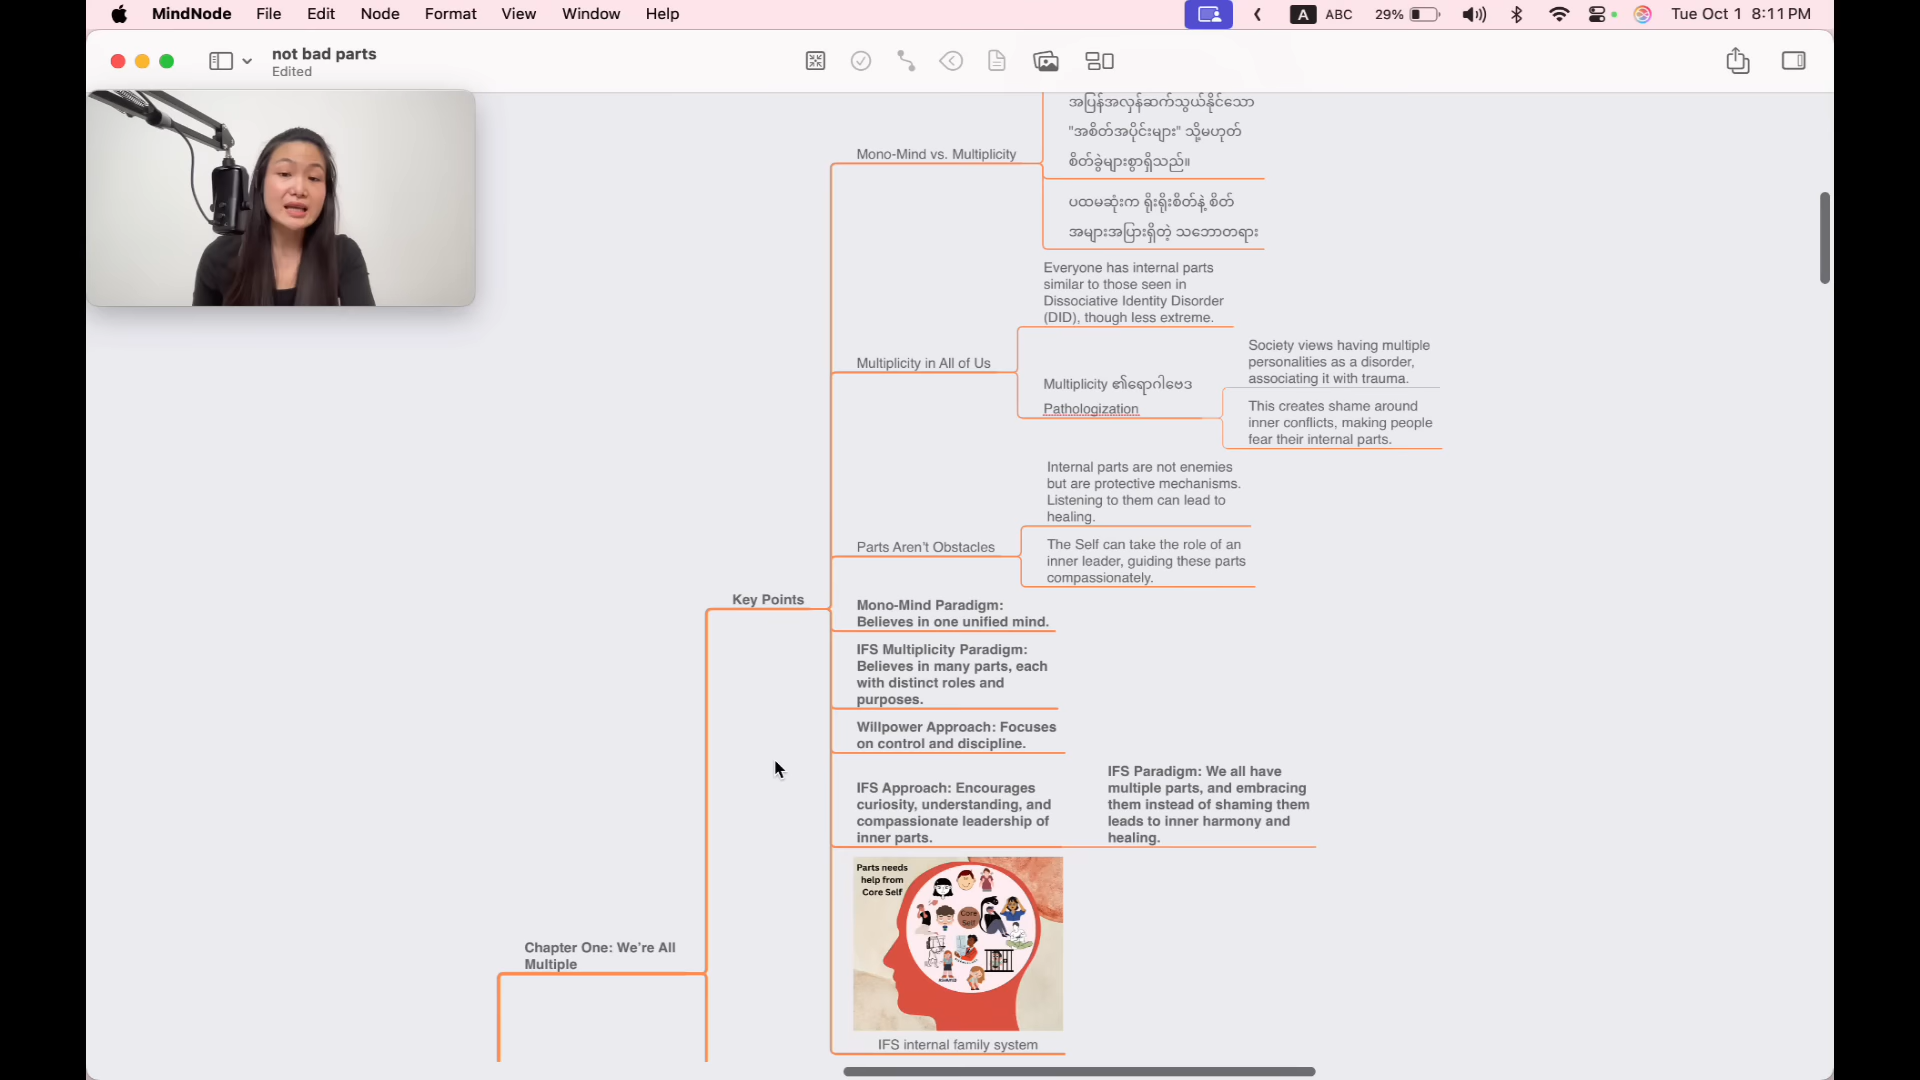 MindNode File Edit Node Format View Window Help
A ABC 29% Tue Oct 1 8:11 PM
not bad parts
Edited
အပြန်အလှန်ဆက်သွယ်နိုင်သော
"အစိတ်အပိုင်းများ" သို့မဟုတ်
စိတ်ခွဲများစွာရှိသည်။
Mono-Mind vs. Multiplicity
ပထမဆုံးက ရိုးရိုးစိတ်နဲ့ စိတ်
အများအပြားရှိတဲ့ သဘောတရား
Everyone has internal parts
similar to those seen in
Dissociative Identity Disorder
(DID), though less extreme.
Multiplicity in All of Us
Multiplicity ၏ရောဂါဗေဒ
Pathologization
Society views having multiple
personalities as a disorder,
associating it with trauma.
This creates shame around
inner conflicts, making people
fear their internal parts.
Internal parts are not enemies
but are protective mechanisms.
Listening to them can lead to
healing.
Parts Aren't Obstacles
The Self can take the role of an
inner leader, guiding these parts
compassionately.
Key Points
Mono-Mind Paradigm:
Believes in one unified mind.
IFS Multiplicity Paradigm:
Believes in many parts, each
with distinct roles and
purposes.
Willpower Approach: Focuses
on control and discipline.
IFS Approach: Encourages
curiosity, understanding, and
compassionate leadership of
inner parts.
IFS Paradigm: We all have
multiple parts, and embracing
them instead of shaming them
leads to inner harmony and
healing.
Parts needs
help from
Core Self
Core
Self
IFS internal family system
Chapter One: We're All
Multiple